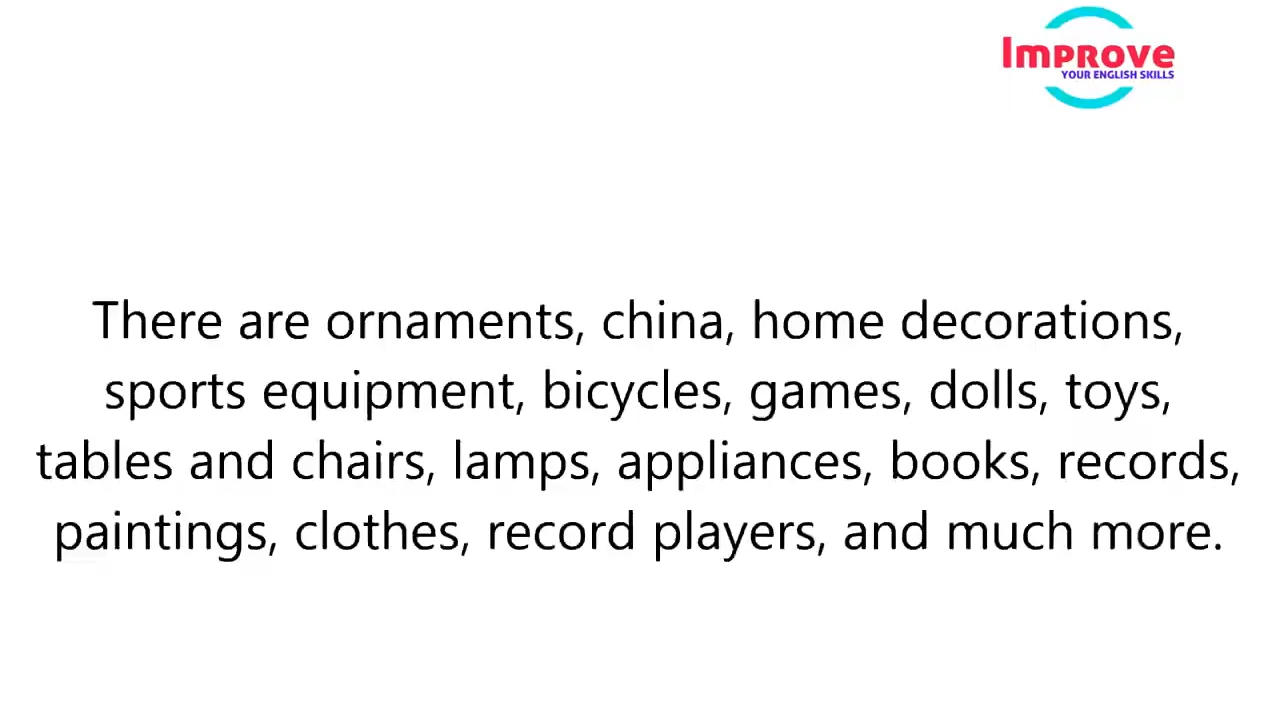 Improve
YOUR ENGLISH SKILLS
There are ornaments, china, home decorations,
sports equipment, bicycles, games, dolls, toys,
tables and chairs, lamps, appliances, books, records,
paintings, clothes, record players, and much more.